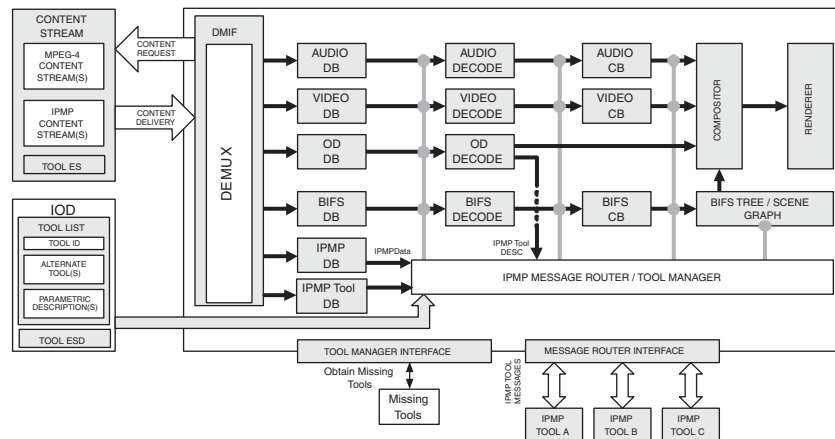 CONTENT
STREAM
MPEG-4
CONTENT
STREAM(S)
IPMP
CONTENT
STREAM(S)
TOOL ES
CONTENT
REQUEST
CONTENT
DELIVERY
DMIF
DEMUX
AUDIO
DB
AUDIO
DECODE
AUDIO
CB
VIDEO
DB
VIDEO
DECODE
VIDEO
CB
OD
DB
OD
DECODE
BIFS
DB
BIFS
DECODE
BIFS
CB
COMPOSITOR
RENDERER
BIFS TREE / SCENE
GRAPH
IPMP
DB
IPMPData
IPMP Tool
DESC
IPMP Tool
DB
IPMP MESSAGE ROUTER / TOOL MANAGER
IOD
TOOL LIST
TOOL ID
ALTERNATE
TOOL(S)
PARAMETRIC
DESCRIPTION(S)
TOOL ESD
TOOL MANAGER INTERFACE
Obtain Missing
Tools
Missing
Tools
MESSAGE ROUTER INTERFACE
IPMP TOOL
MESSAGES
IPMP
TOOL A
IPMP
TOOL B
IPMP
TOOL C